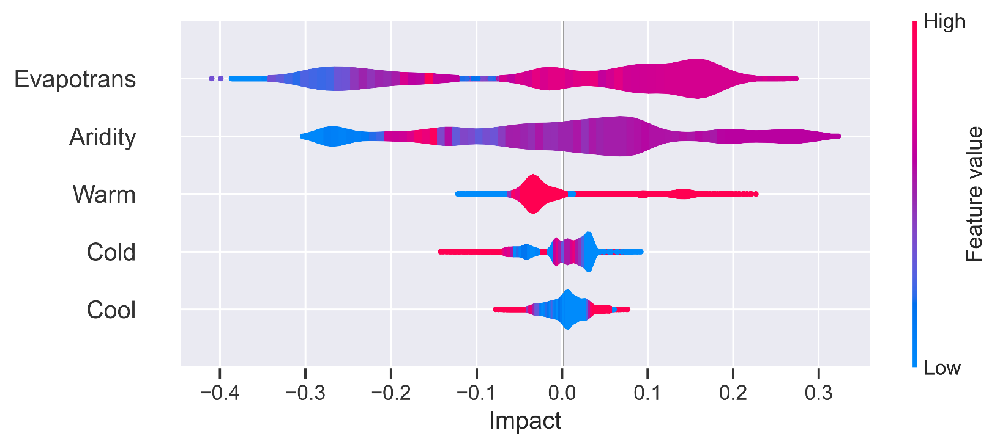 High
Evapotrans
Aridity
Warm
Cold
Cool
Feature value
Low
−0.4 −0.3 −0.2 −0.1 0.0 0.1 0.2 0.3
Impact